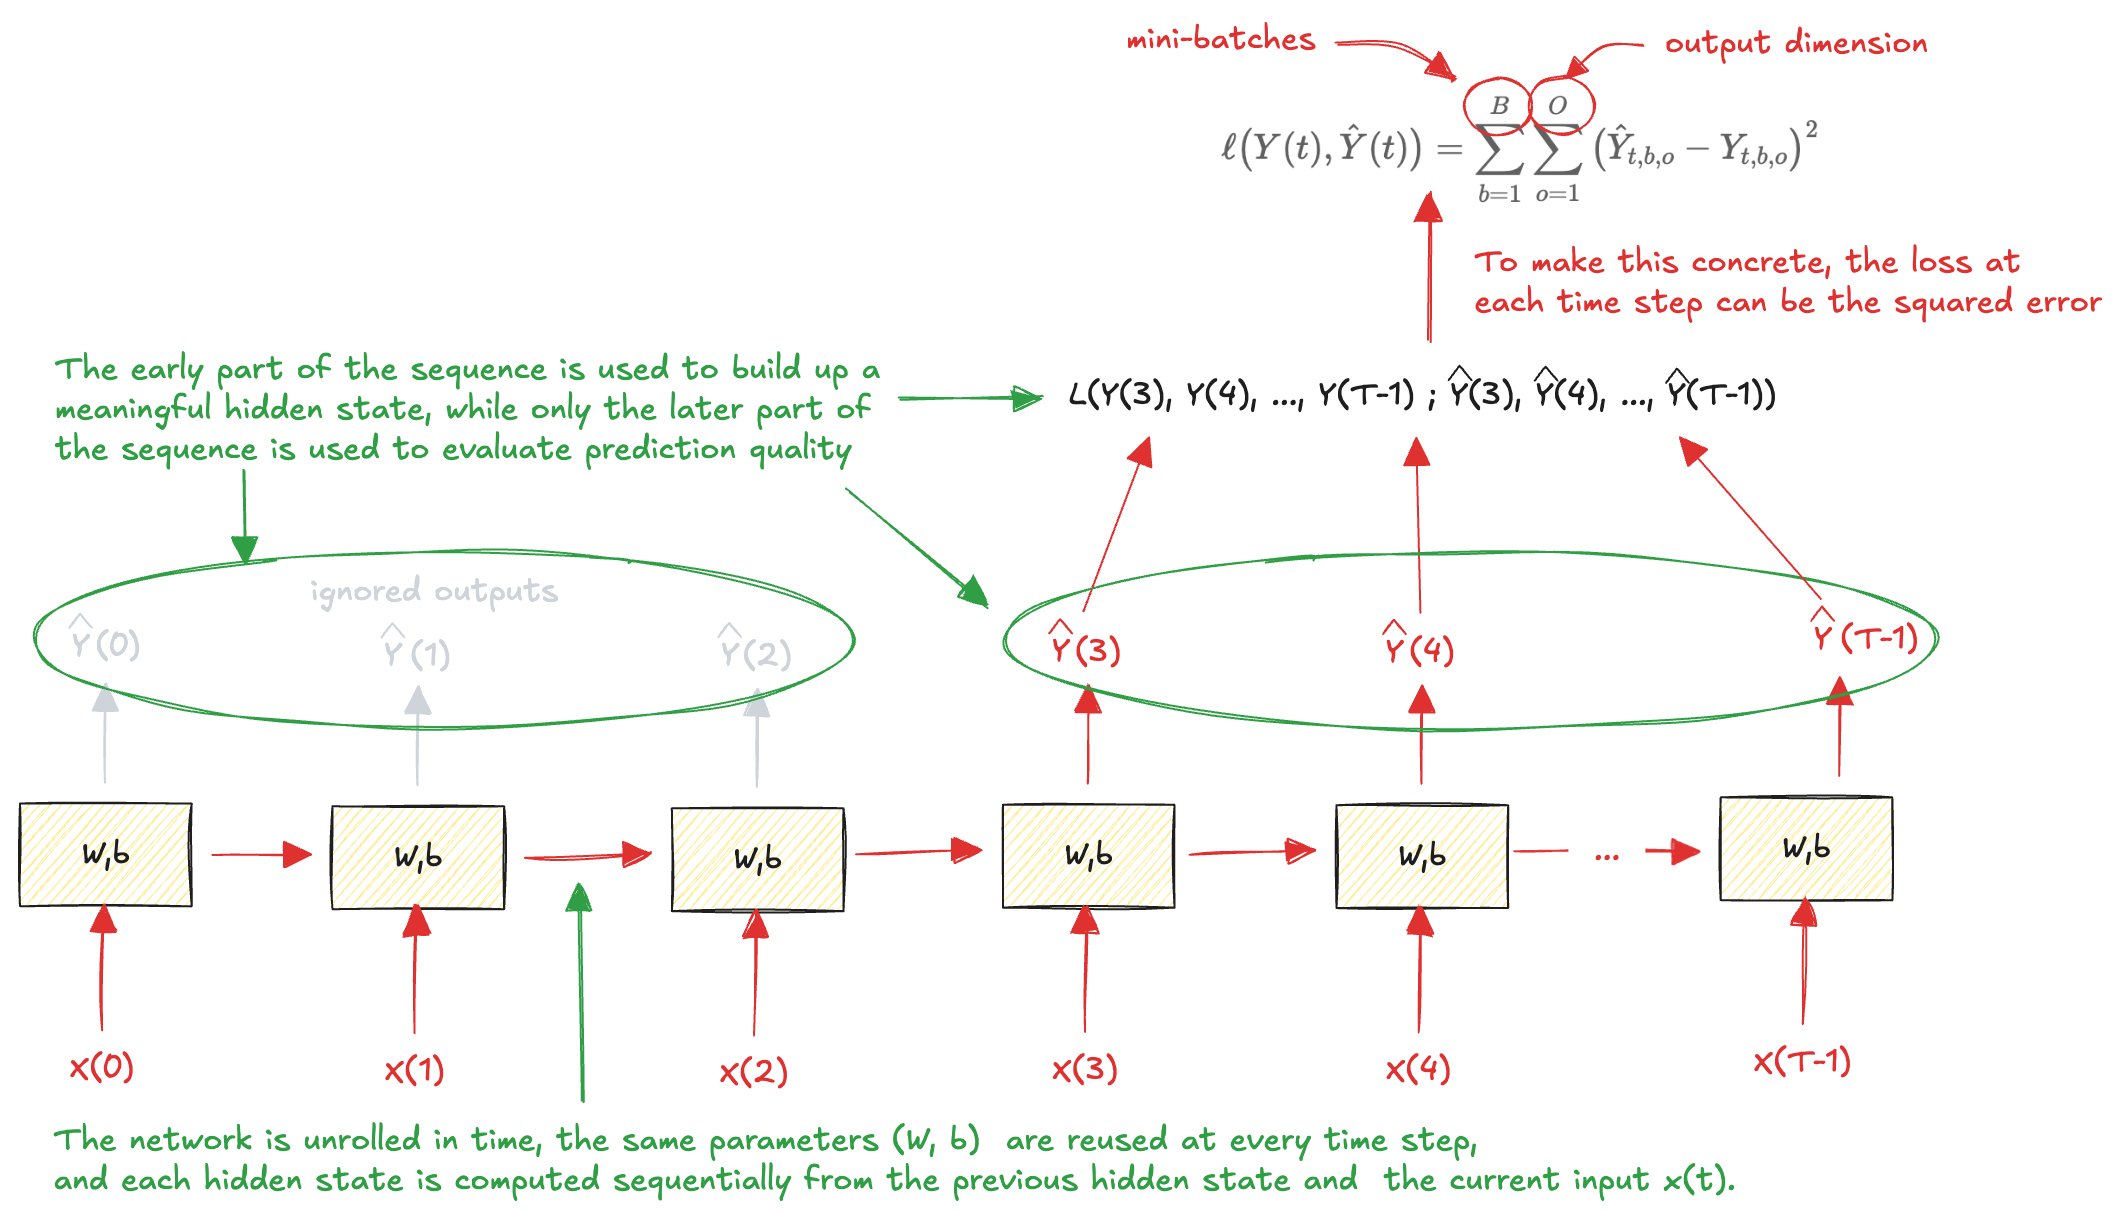 mini-batches
output dimension
ℓ(Y(t), Ŷ(t)) = ∑_{b=1}^{B} ∑_{o=1}^{O} (Ŷ_{t,b,o} − Y_{t,b,o})²
To make this concrete, the loss at
each time step can be the squared error
The early part of the sequence is used to build up a
meaningful hidden state, while only the later part of
the sequence is used to evaluate prediction quality
L(Y(3), Y(4), ..., Y(T-1) ; Ŷ(3), Ŷ(4), ..., Ŷ(T-1))
ignored outputs
Ŷ(0)
Ŷ(1)
Ŷ(2)
Ŷ(3)
Ŷ(4)
Ŷ(T-1)
W,b
W,b
W,b
W,b
W,b
...
W,b
x(0)
x(1)
x(2)
x(3)
x(4)
x(T-1)
The network is unrolled in time, the same parameters (W, b) are reused at every time step,
and each hidden state is computed sequentially from the previous hidden state and the current input x(t).